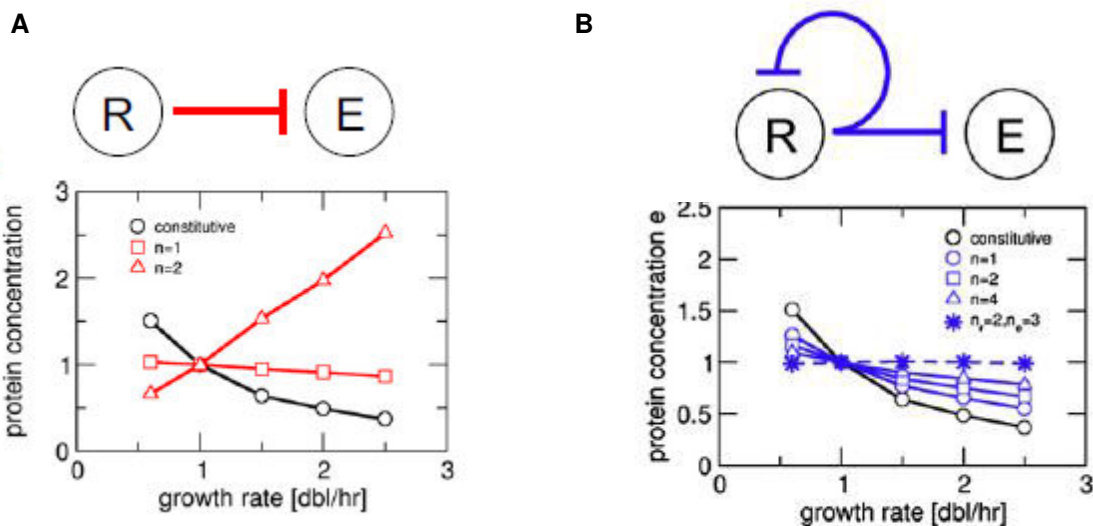 A
R
E
protein concentration
3
2
1
0
constitutive
n=1
n=2
0
1
2
3
growth rate [dbl/hr]
B
R
E
protein concentration e
2.5
2
1.5
1
0.5
0
constitutive
n=1
n=2
n=4
nᵣ=2,nₑ=3
0
1
2
3
growth rate [dbl/hr]